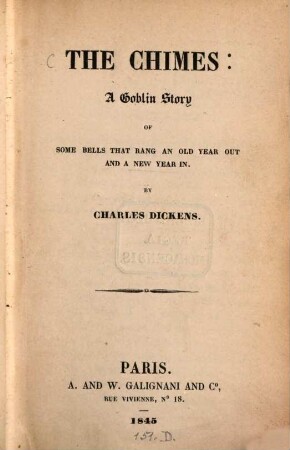 THE CHIMES:
A Goblin Story
OF
SOME BELLS THAT RANG AN OLD YEAR OUT
AND A NEW YEAR IN.
BY
CHARLES DICKENS.
PARIS.
A. AND W. GALIGNANI AND Cº,
RUE VIVIENNE, Nº 18.
1845
151. D.